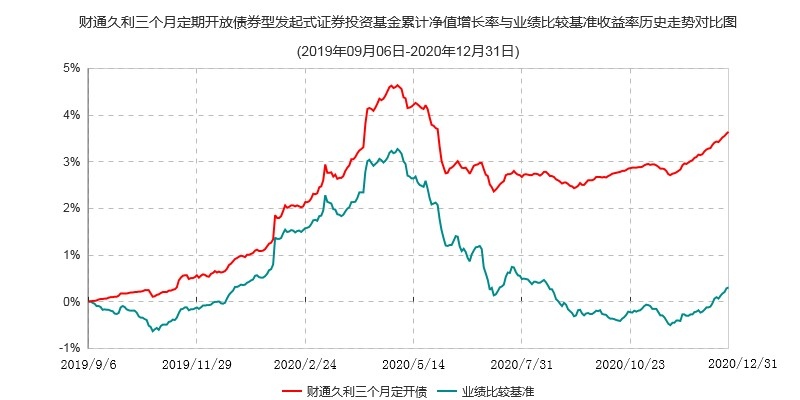 财通久利三个月定期开放债券型发起式证券投资基金累计净值增长率与业绩比较基准收益率历史走势对比图
(2019年09月06日-2020年12月31日)
5%
4%
3%
2%
1%
0%
-1%
2019/9/6 2019/11/29 2020/2/24 2020/5/14 2020/7/31 2020/10/23 2020/12/31
财通久利三个月定开债 业绩比较基准